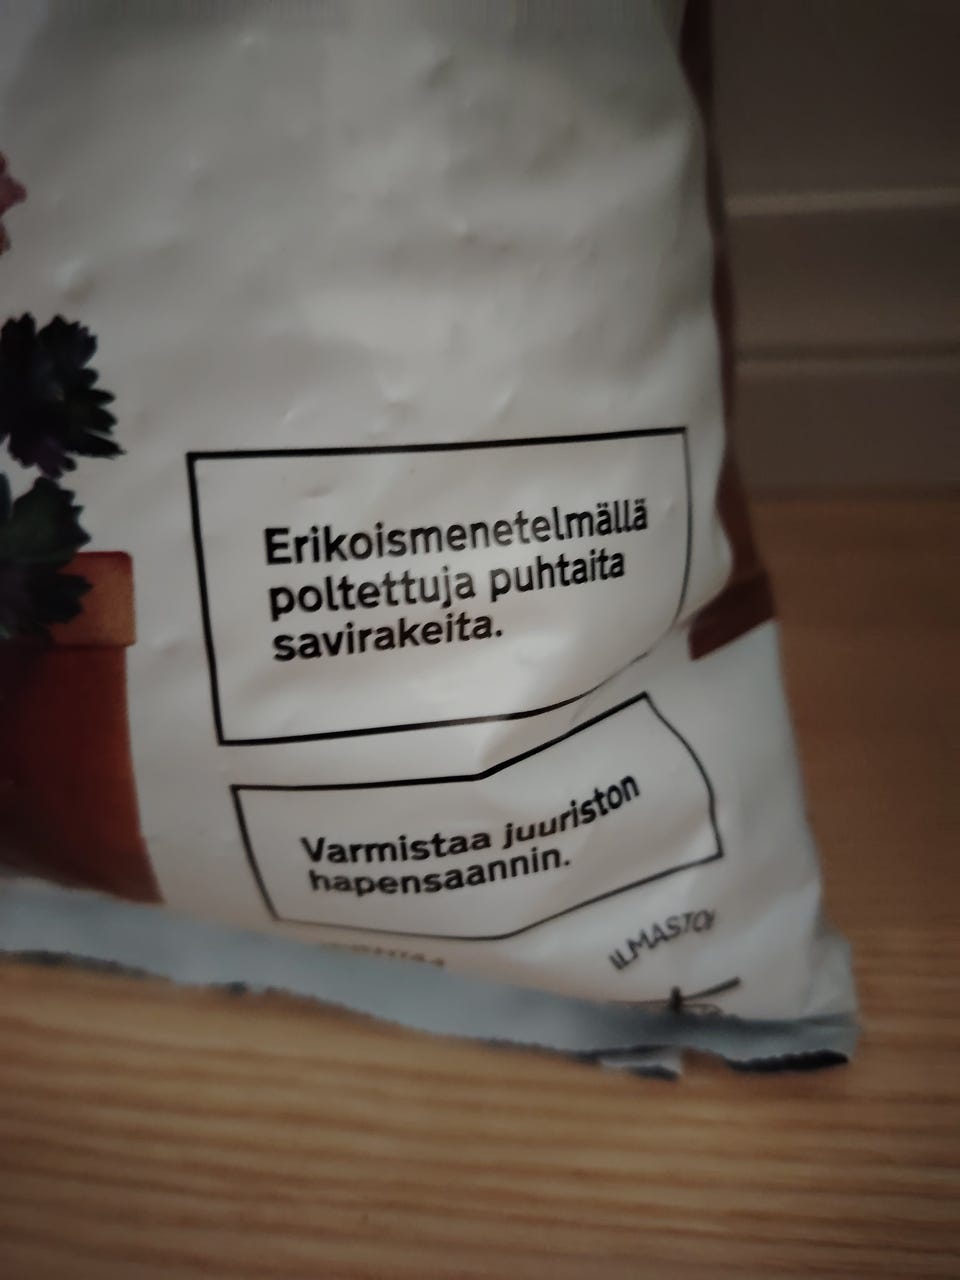 Erikoismenetelmällä
poltettuja puhtaita
savirakeita.
Varmistaa juuriston
hapensaannin.